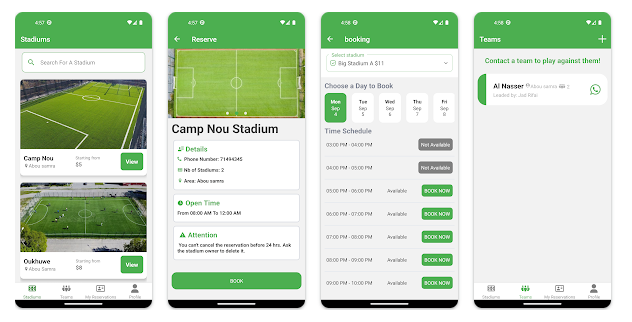 4:57
Stadiums
Search For A Stadium
Camp Nou
Abou samra
Starting from
$5
View
Oukhuwe
Abou Samra
Starting from
$8
View
Stadiums
Teams
My Reservations
Profile
4:57
Reserve
Camp Nou Stadium
Details
Phone Number: 71494345
Nb of Stadiums: 2
Area: Abou samra
Open Time
From 08:00 AM To 12:00 AM
Attention
You can't cancel the reservation before 24 hrs. Ask
the stadium owner to delete it.
BOOK
4:58
booking
Select stadium
Big Stadium A $11
Choose a Day to Book
Mon Tue Wed Thu Fri
Sep Sep Sep Sep Sep
4 5 6 7 8
Time Schedule
03:00 PM - 04:00 PM Not Available
04:00 PM - 05:00 PM Not Available
05:00 PM - 06:00 PM Available BOOK NOW
06:00 PM - 07:00 PM Available BOOK NOW
07:00 PM - 08:00 PM Available BOOK NOW
08:00 PM - 09:00 PM Available BOOK NOW
09:00 PM - 10:00 PM Available BOOK NOW
4:58
Teams
Contact a team to play against them!
Al Nasser Abou samra 2
Leaded by: Jad Rifai
Stadiums
Teams
My Reservations
Profile